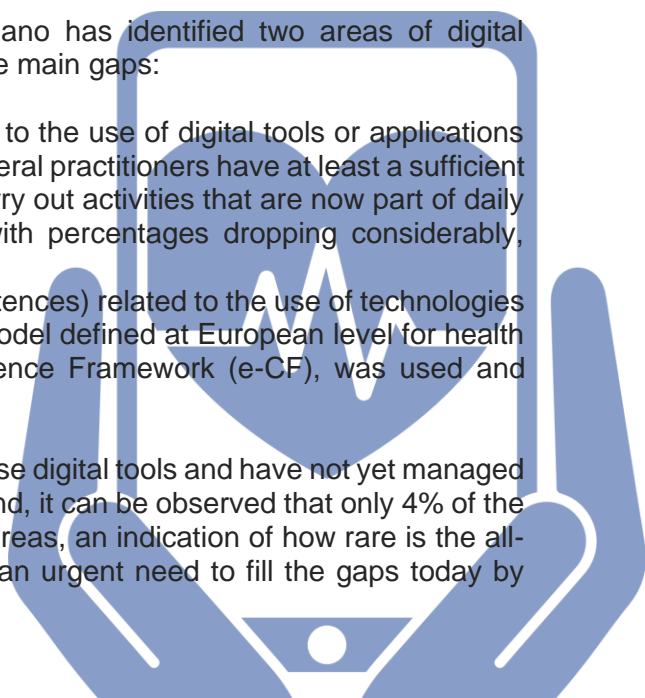 ano has identified two areas of digital
e main gaps:
to the use of digital tools or applications
eral practitioners have at least a sufficient
rry out activities that are now part of daily
with percentages dropping considerably,
tences) related to the use of technologies
odel defined at European level for health
ence Framework (e-CF), was used and
se digital tools and have not yet managed
nd, it can be observed that only 4% of the
reas, an indication of how rare is the all-
an urgent need to fill the gaps today by